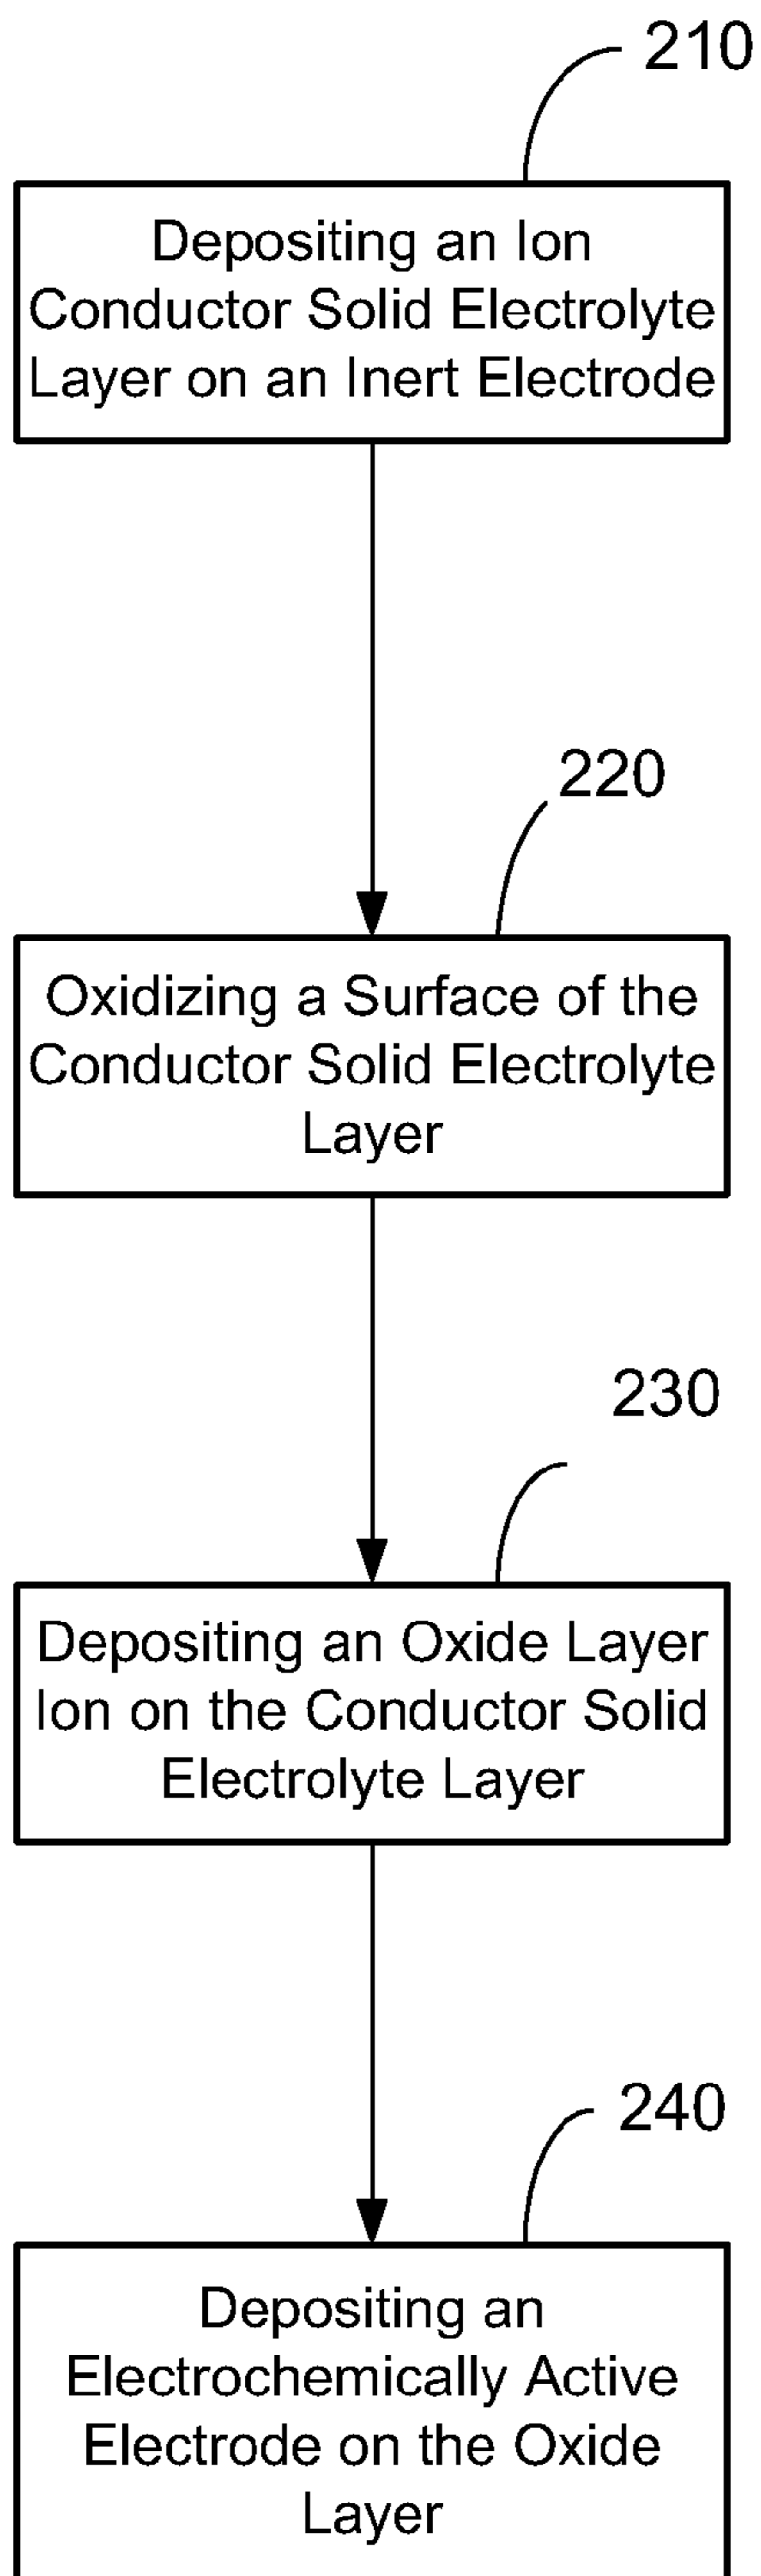 210
Depositing an Ion
Conductor Solid Electrolyte
Layer on an Inert Electrode
220
Oxidizing a Surface of the
Conductor Solid Electrolyte
Layer
230
Depositing an Oxide Layer
Ion on the Conductor Solid
Electrolyte Layer
240
Depositing an
Electrochemically Active
Electrode on the Oxide
Layer